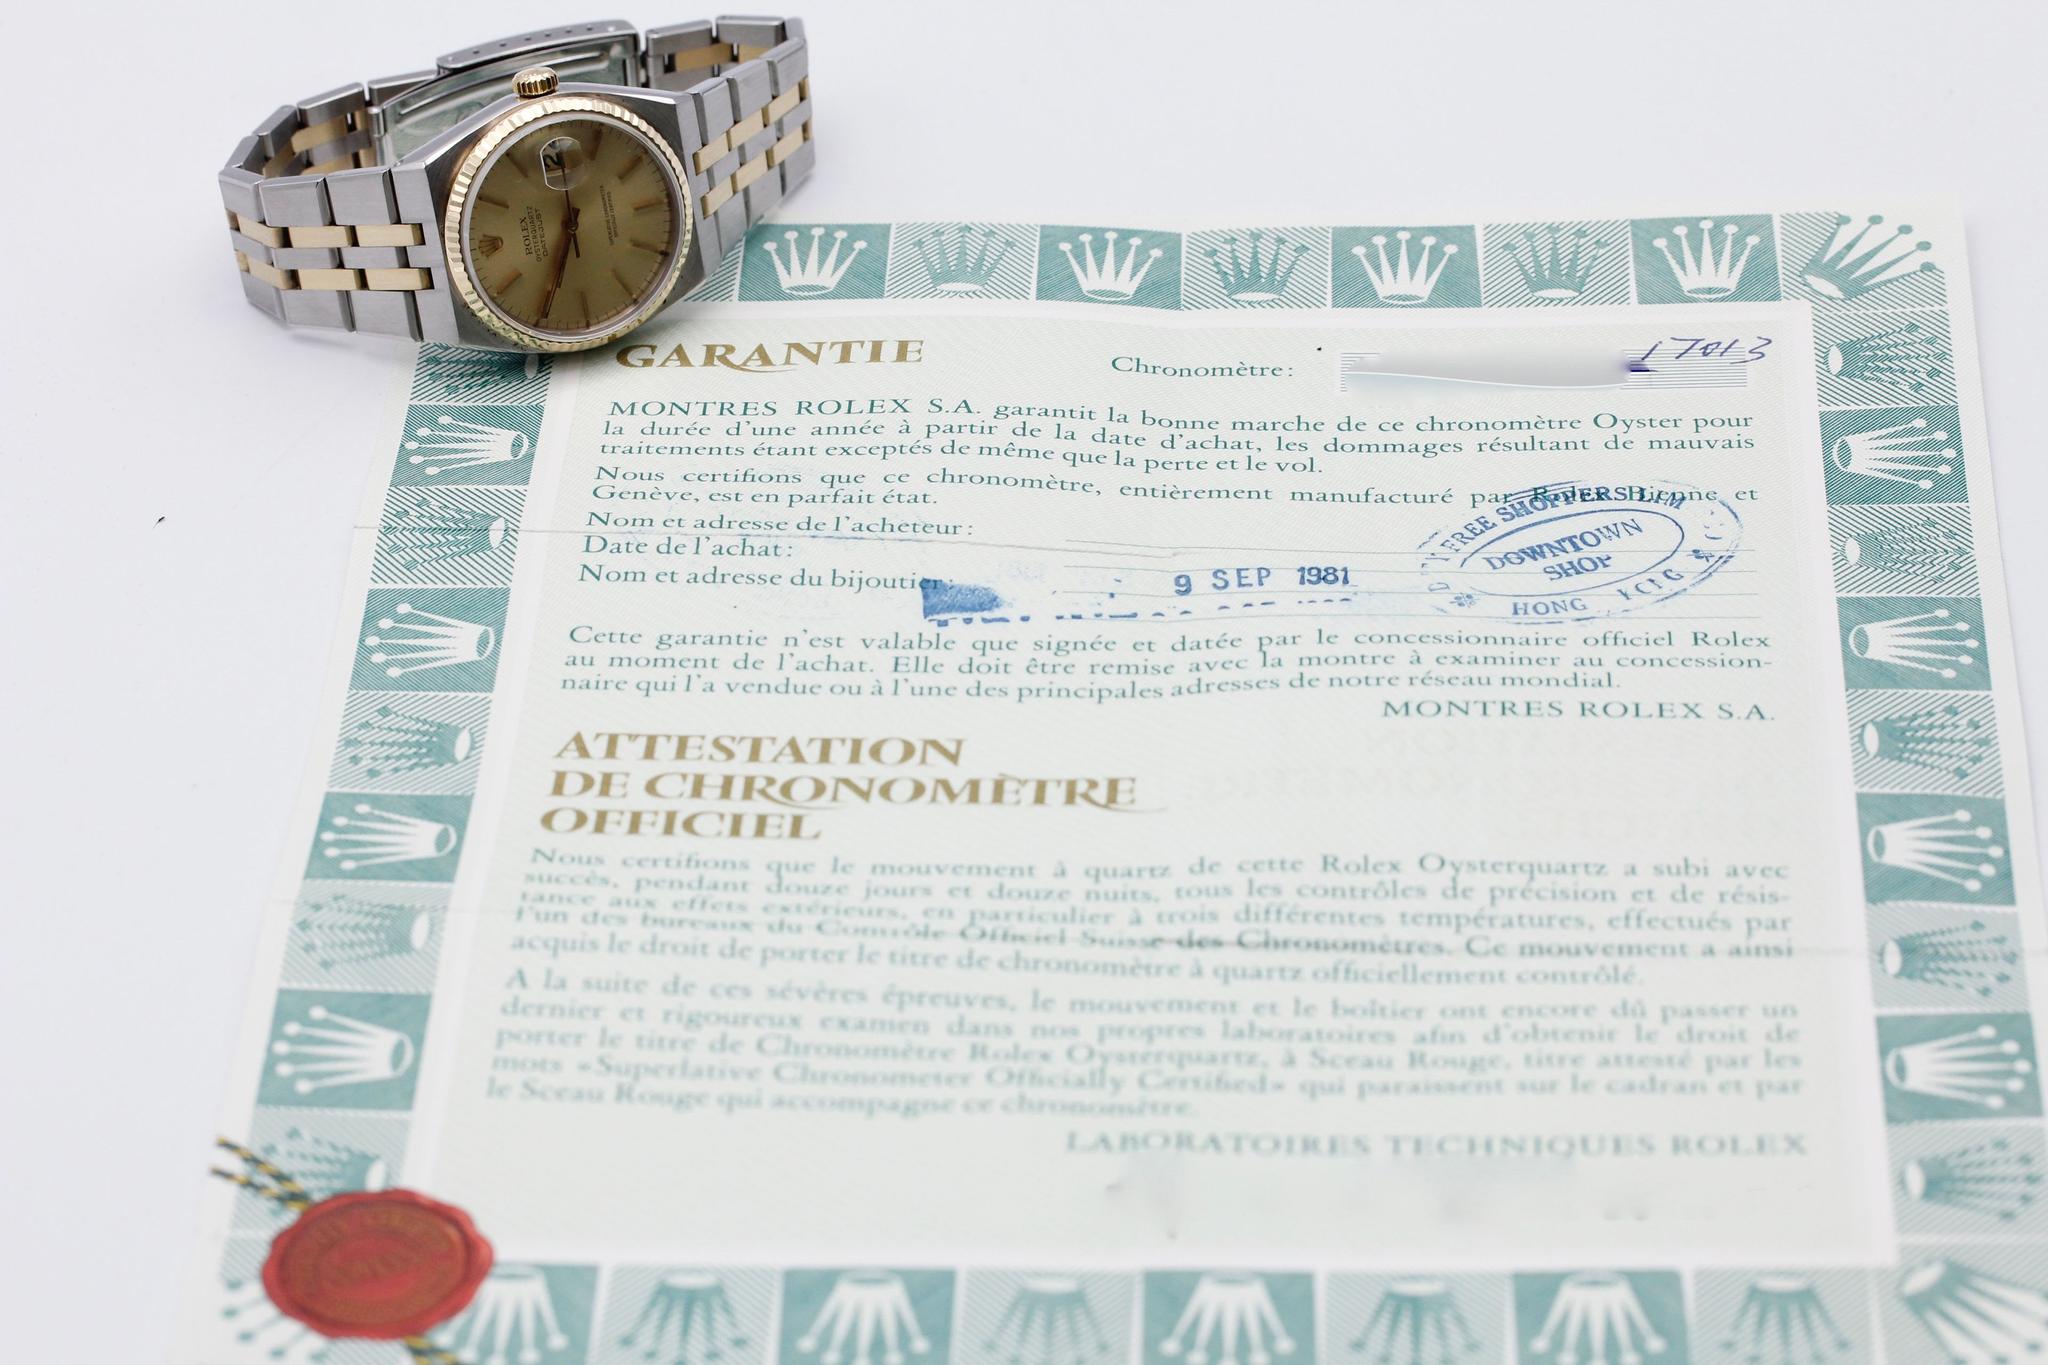 2
ROLEX
OYSTERQUARTZ
DATEJUST
SUPERLATIVE CHRONOMETER
OFFICIALLY CERTIFIED
GARANTIE
Chronomètre: 17013
MONTRES ROLEX S.A. garantit la bonne marche de ce chronomètre Oyster pour
la durée d'une année à partir de la date d'achat, les dommages résultant de mauvais
traitements étant exceptés de même que la perte et le vol.
Nous certifions que ce chronomètre, entièrement manufacturé par Rolex Bienne et
Genève, est en parfait état.
Nom et adresse de l'acheteur:
Date de l'achat:
Nom et adresse du bijoutier:
9 SEP 1981
FREE SHOPPERS LIM
DOWNTOWN
SHOP
HONG
Cette garantie n'est valable que signée et datée par le concessionnaire officiel Rolex
au moment de l'achat. Elle doit être remise avec la montre à examiner au concession-
naire qui l'a vendue ou à l'une des principales adresses de notre réseau mondial.
MONTRES ROLEX S.A.
ATTESTATION
DE CHRONOMÈTRE
OFFICIEL
Nous certifions que le mouvement à quartz de cette Rolex Oysterquartz a subi avec
succès, pendant douze jours et douze nuits, tous les contrôles de précision et de résis-
tance aux effets extérieurs, en particulier à trois différentes températures, effectués par
l'un des bureaux du Contrôle Officiel Suisse des Chronomètres. Ce mouvement a ainsi
acquis le droit de porter le titre de chronomètre à quartz officiellement contrôlé.
A la suite de ces sévères épreuves, le mouvement et le boîtier ont encore dû passer un
dernier et rigoureux examen dans nos propres laboratoires afin d'obtenir le droit de
porter le titre de Chronomètre Rolex Oysterquartz, à Sceau Rouge, titre attesté par les
mots «Superlative Chronometer Officially Certified» qui paraissent sur le cadran et par
le Sceau Rouge qui accompagne ce chronomètre.
LABORATOIRES TECHNIQUES ROLEX